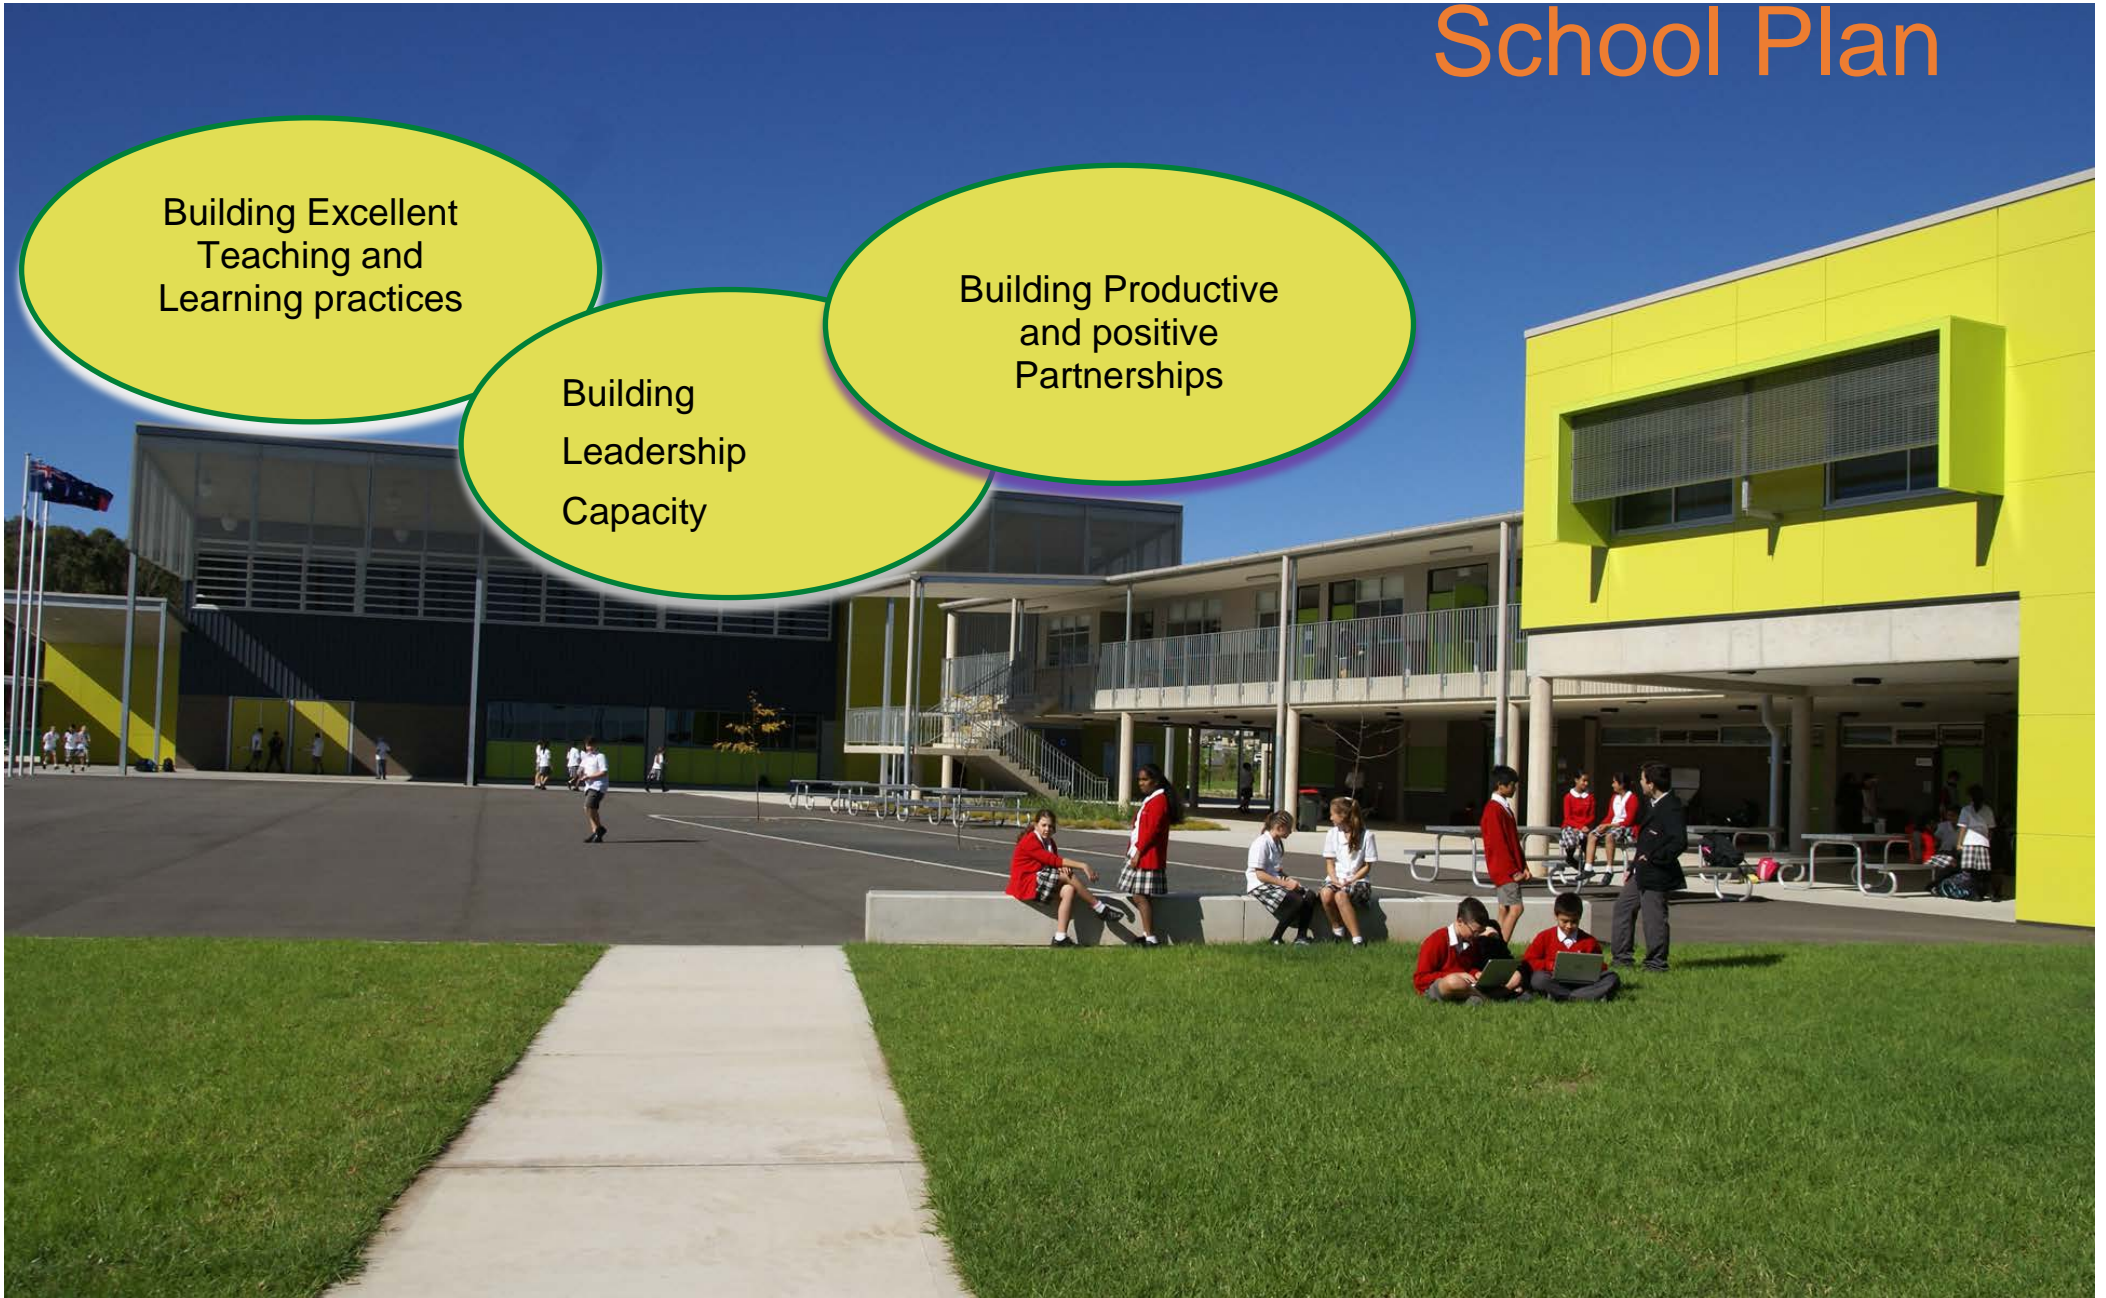 School Plan
Building Excellent
Teaching and
Learning practices
Building
Leadership
Capacity
Building Productive
and positive
Partnerships